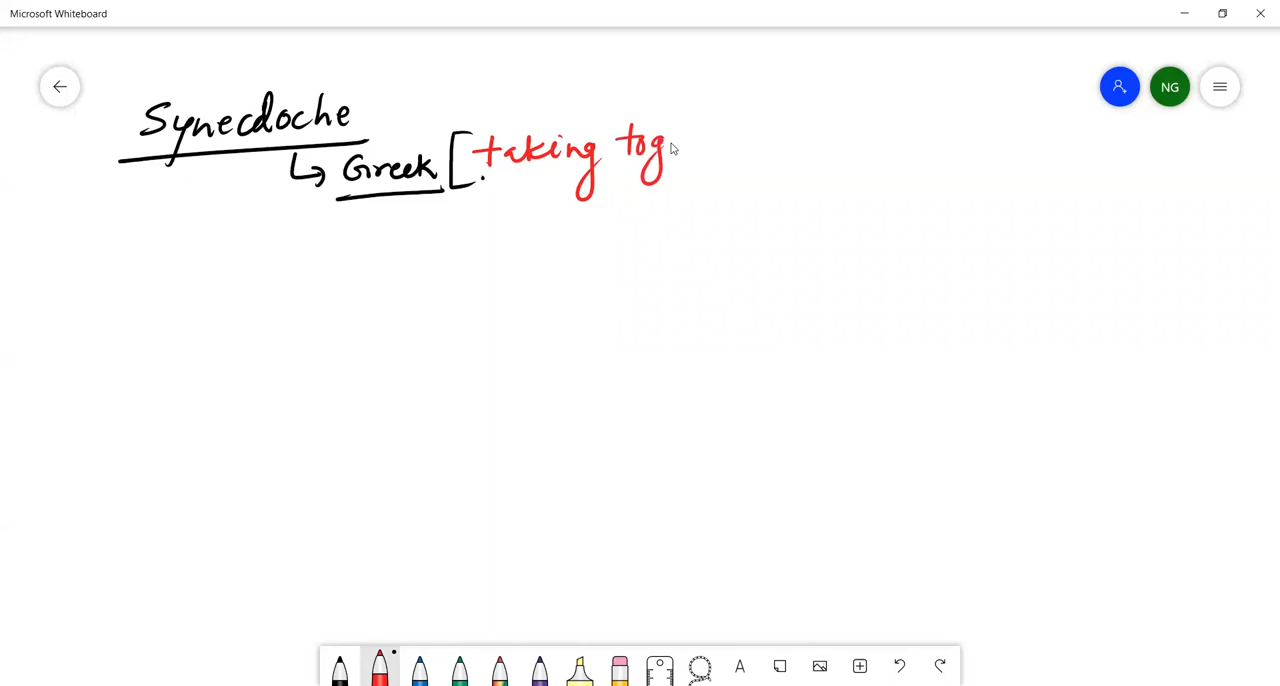 Microsoft Whiteboard
NG
Synecdoche
↳ Greek [taking tog
A